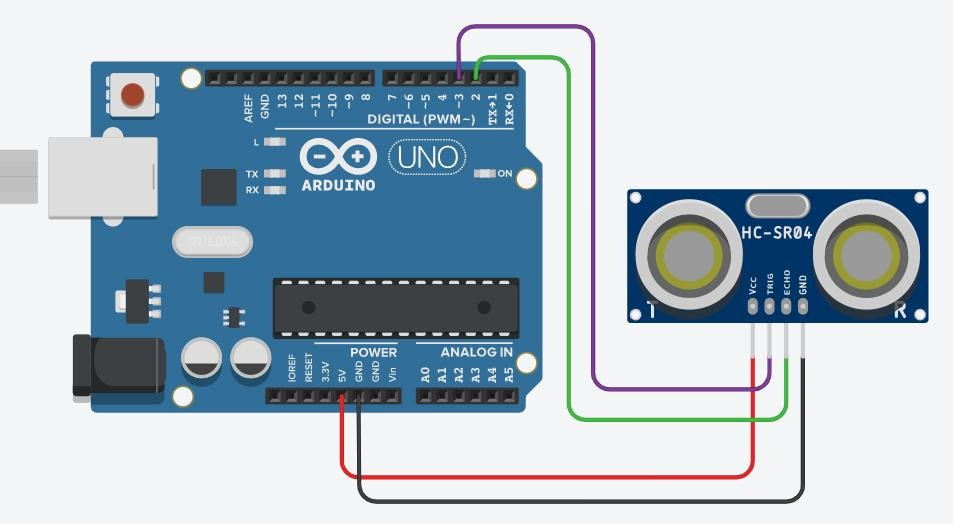 AREF
GND
13
12
~11
~10
~9
8
7
~6
~5
4
~3
2
TX→1
RX←0
DIGITAL (PWM~)
L
TX
RX
ARDUINO
UNO
ON
HC-SR04
VCC
TRIG
ECHO
GND
T
R
POWER
ANALOG IN
IOREF
RESET
3.3V
5V
GND
GND
Vin
A0
A1
A2
A3
A4
A5